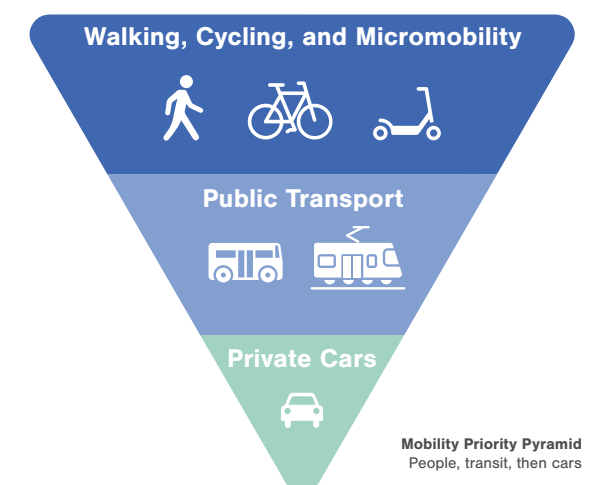 Walking, Cycling, and Micromobility
Public Transport
Private Cars
Mobility Priority Pyramid
People, transit, then cars